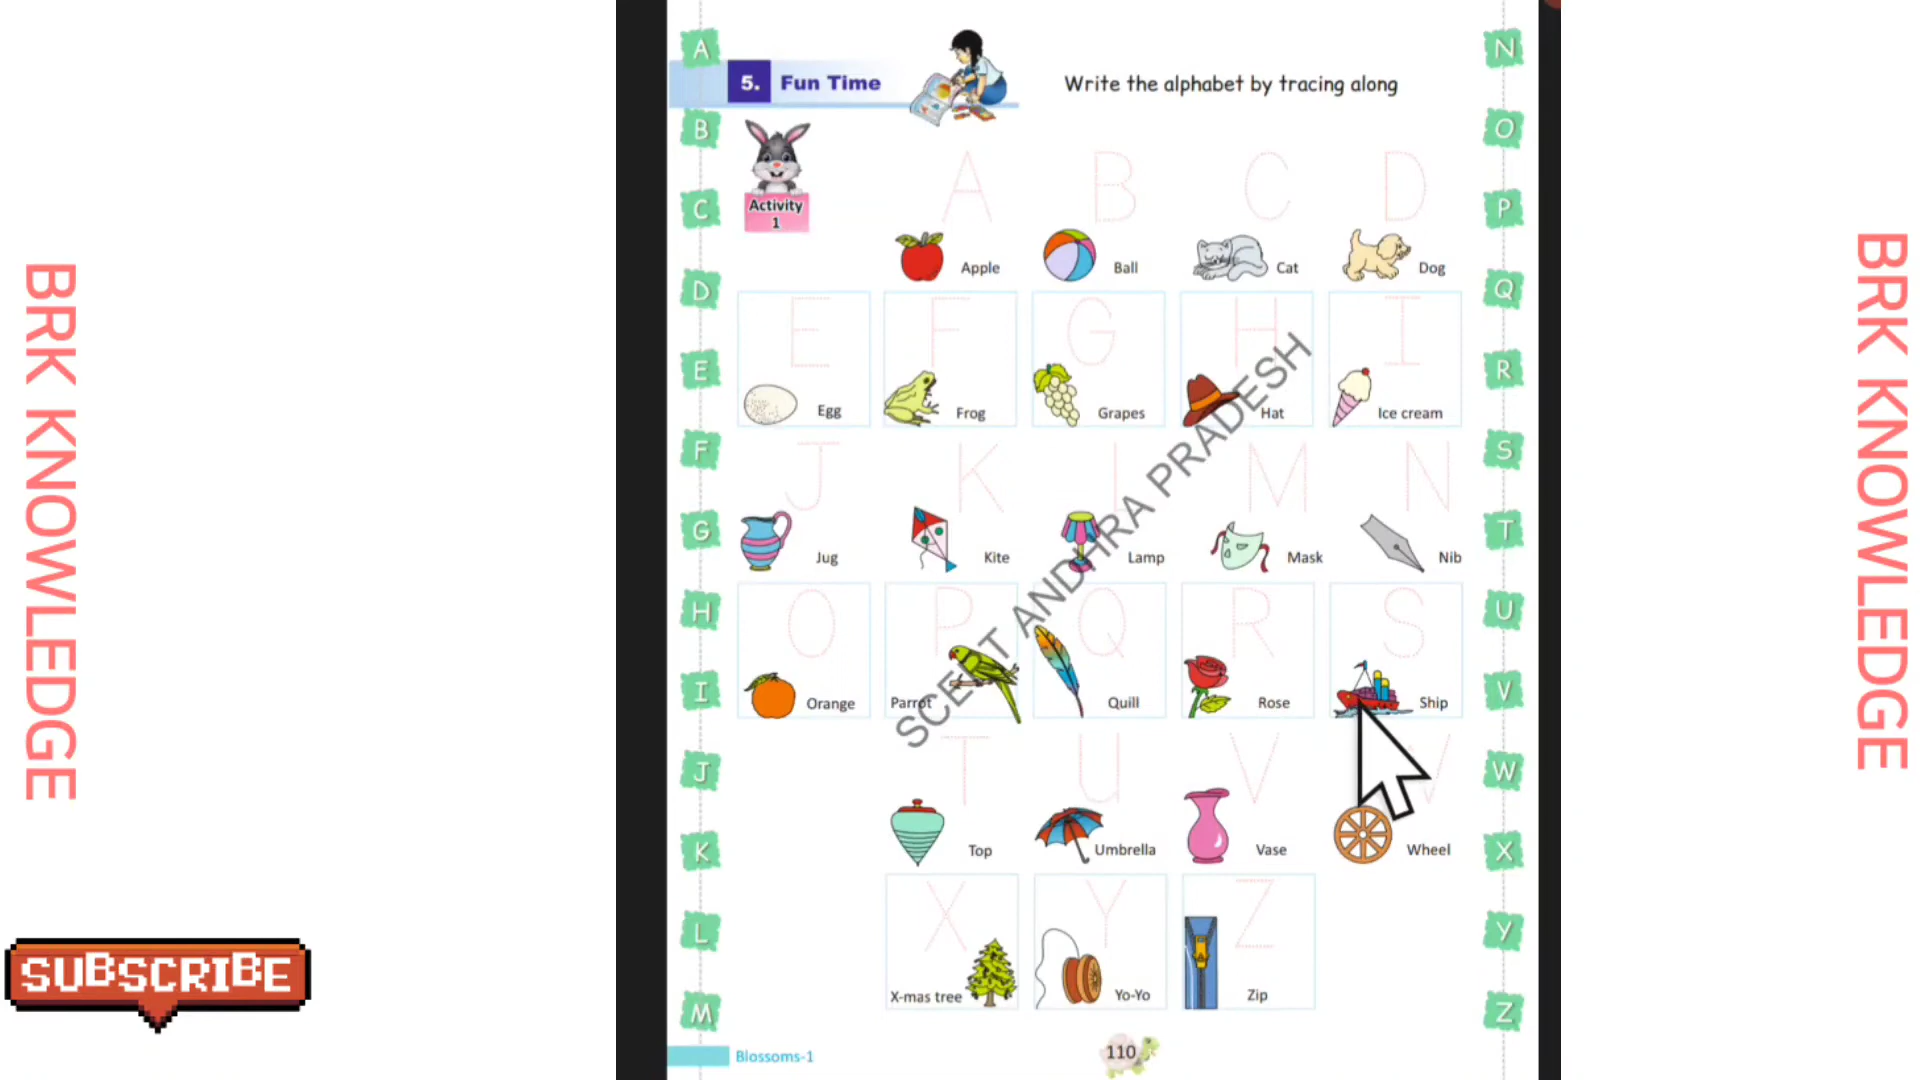 BRK KNOWLEDGE
SUBSCRIBE
A
B
C
D
E
F
G
H
I
J
K
L
M
5. Fun Time
Write the alphabet by tracing along
Activity
1
A B C D
Apple Ball Cat Dog
E F G H I
Egg Frog Grapes Hat Ice cream
J K L M N
Jug Kite Lamp Mask Nib
O P Q R S
Orange Parrot Quill Rose Ship
T U V
Top Umbrella Vase Wheel
X Y Z
X-mas tree Yo-Yo Zip
SCERT ANDHRA PRADESH
Blossoms-1
110
N
O
P
Q
R
S
T
U
V
W
X
Y
Z
BRK KNOWLEDGE